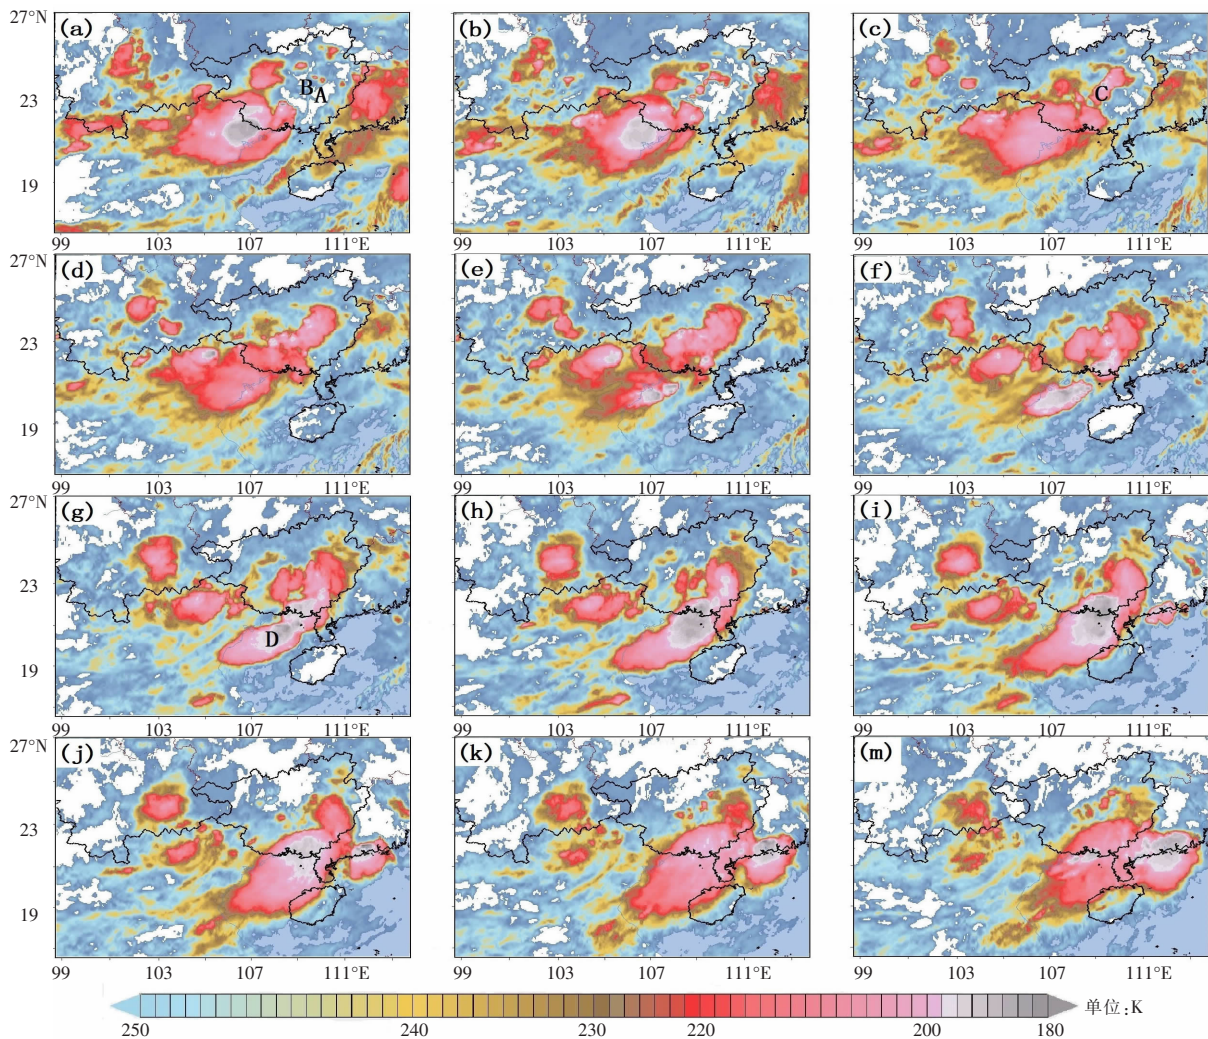 27°N (a) (b) (c)
B A C
23
19
99 103 107 111°E 99 103 107 111°E 99 103 107 111°E
27°N (d) (e) (f)
23
19
99 103 107 111°E 99 103 107 111°E 99 103 107 111°E
27°N (g) (h) (i)
23
D
19
99 103 107 111°E 99 103 107 111°E 99 103 107 111°E
27°N (j) (k) (m)
23
19
99 103 107 111°E 99 103 107 111°E 99 103 107 111°E
单位:K
250 240 230 220 200 180